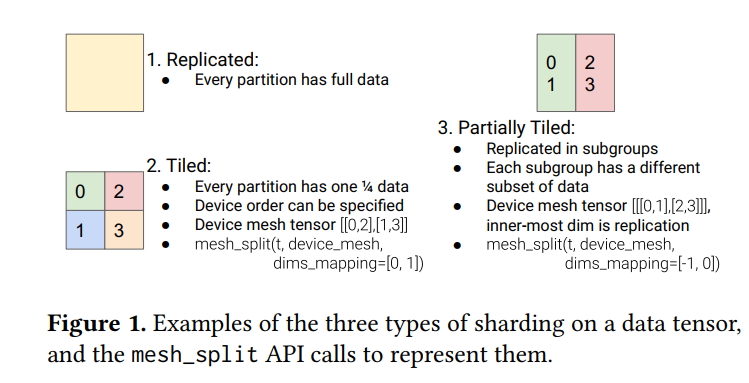 1. Replicated:
● Every partition has full data
0 2
1 3
2. Tiled:
● Every partition has one ¼ data
● Device order can be specified
● Device mesh tensor [[0,2],[1,3]]
● mesh_split(t, device_mesh,
dims_mapping=[0, 1])
0 2
1 3
3. Partially Tiled:
● Replicated in subgroups
● Each subgroup has a different
subset of data
● Device mesh tensor [[[0,1],[2,3]]],
inner-most dim is replication
● mesh_split(t, device_mesh,
dims_mapping=[-1, 0])
Figure 1. Examples of the three types of sharding on a data tensor,
and the mesh_split API calls to represent them.